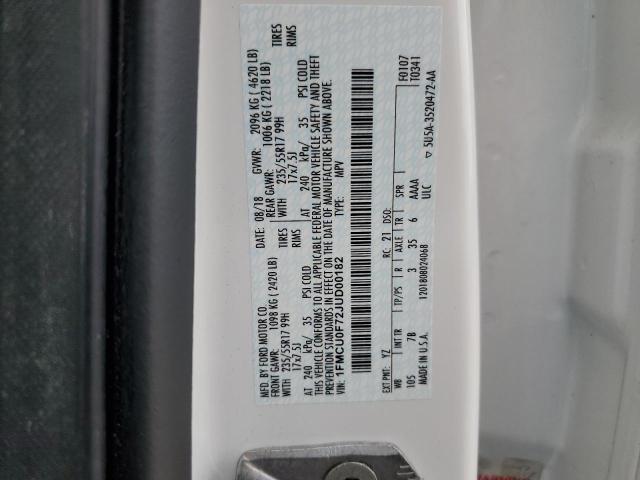 MFD. BY FORD MOTOR CO.
DATE: 08/18 GVWR: 2096 KG ( 4620 LB)
FRONT GAWR: 1098 KG ( 2420 LB) REAR GAWR: 1006 KG ( 2218 LB)
WITH 235/55R17 99H TIRES WITH 235/55R17 99H TIRES
17x7.5J RIMS 17x7.5J RIMS
AT 240 kPa/ 35 PSI COLD AT 240 kPa/ 35 PSI COLD
THIS VEHICLE CONFORMS TO ALL APPLICABLE FEDERAL MOTOR VEHICLE SAFETY AND THEFT
PREVENTION STANDARDS IN EFFECT ON THE DATE OF MANUFACTURE SHOWN ABOVE.
VIN: 1FMCU0F72JUD00182 TYPE: MPV
F0107
T0341
EXT PNT: YZ RC: 21 DSO:
WB INT TR TP/PS R AXLE TR SPR
105 7B 3 35 6 AAAA
MADE IN U.S.A. 1201808024068 ULC
5U5A-3520472-AA